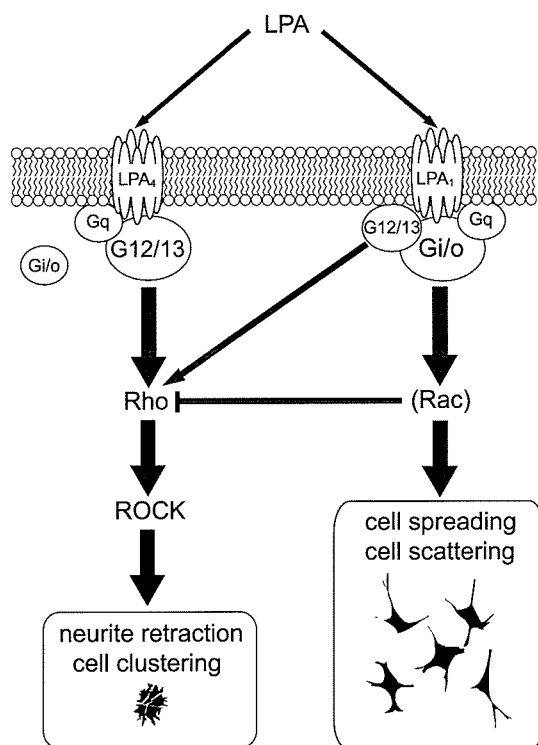 LPA
LPA₄
LPA₁
Gq
G12/13
Gi/o
G12/13
Gi/o
Gq
Rho
(Rac)
ROCK
cell spreading
cell scattering
neurite retraction
cell clustering